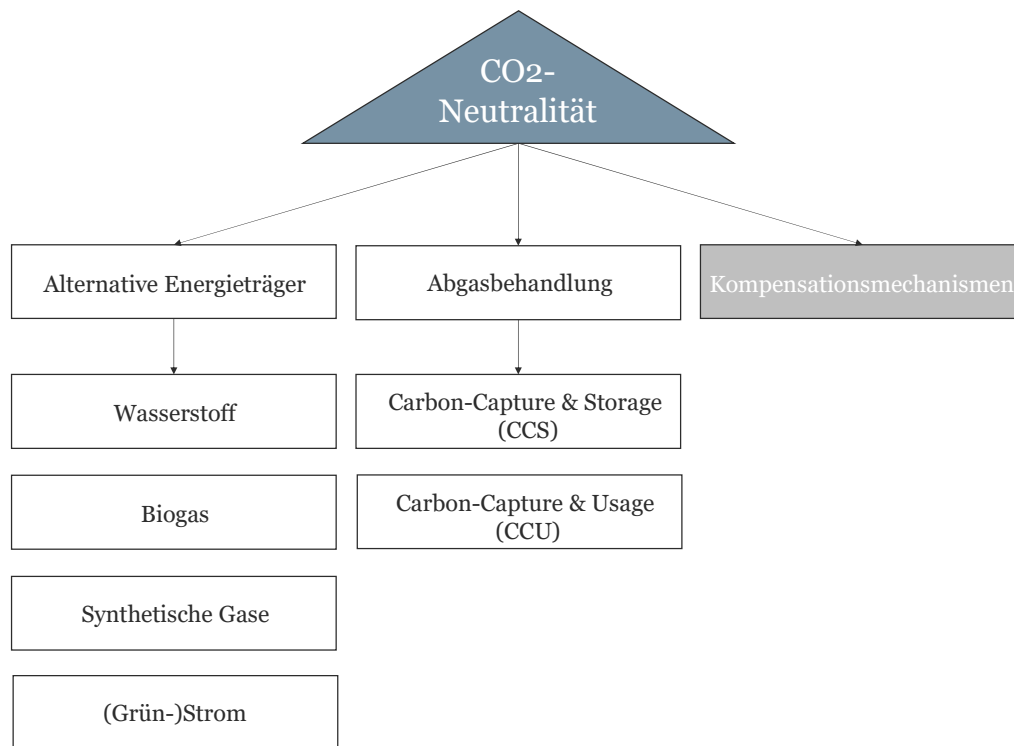 CO2-
Neutralität
Alternative Energieträger
Abgasbehandlung
Kompensationsmechanismen
Wasserstoff
Carbon-Capture & Storage
(CCS)
Biogas
Carbon-Capture & Usage
(CCU)
Synthetische Gase
(Grün-)Strom